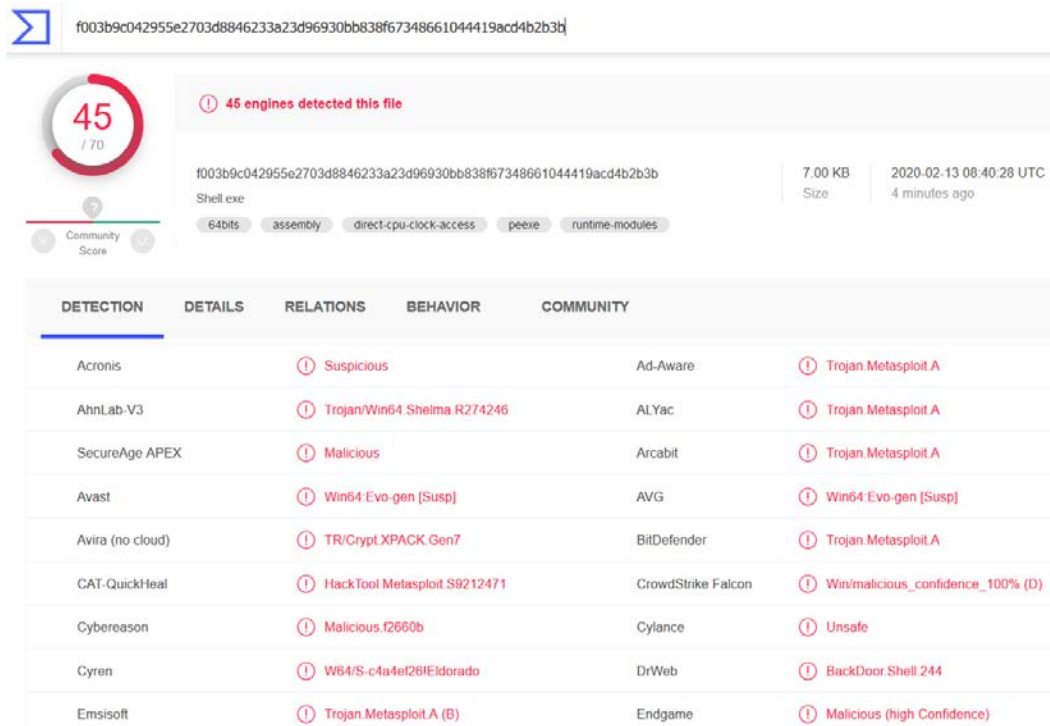 f003b9c042955e2703d8846233a23d96930bb838f67348661044419acd4b2b3b
45
/ 70
45 engines detected this file
f003b9c042955e2703d8846233a23d96930bb838f67348661044419acd4b2b3b
Shell.exe
7.00 KB
Size
2020-02-13 08:40:28 UTC
4 minutes ago
64bits assembly direct-cpu-clock-access peexe runtime-modules
?
Community
Score
DETECTION DETAILS RELATIONS BEHAVIOR COMMUNITY
Acronis Suspicious Ad-Aware Trojan.Metasploit.A
AhnLab-V3 Trojan/Win64.Shelma.R274246 ALYac Trojan.Metasploit.A
SecureAge APEX Malicious Arcabit Trojan.Metasploit.A
Avast Win64:Evo-gen [Susp] AVG Win64:Evo-gen [Susp]
Avira (no cloud) TR/Crypt.XPACK.Gen7 BitDefender Trojan.Metasploit.A
CAT-QuickHeal HackTool.Metasploit.S9212471 CrowdStrike Falcon Win/malicious_confidence_100% (D)
Cybereason Malicious.f2660b Cylance Unsafe
Cyren W64/S-c4a4ef26!Eldorado DrWeb BackDoor.Shell.244
Emsisoft Trojan.Metasploit.A (B) Endgame Malicious (high Confidence)